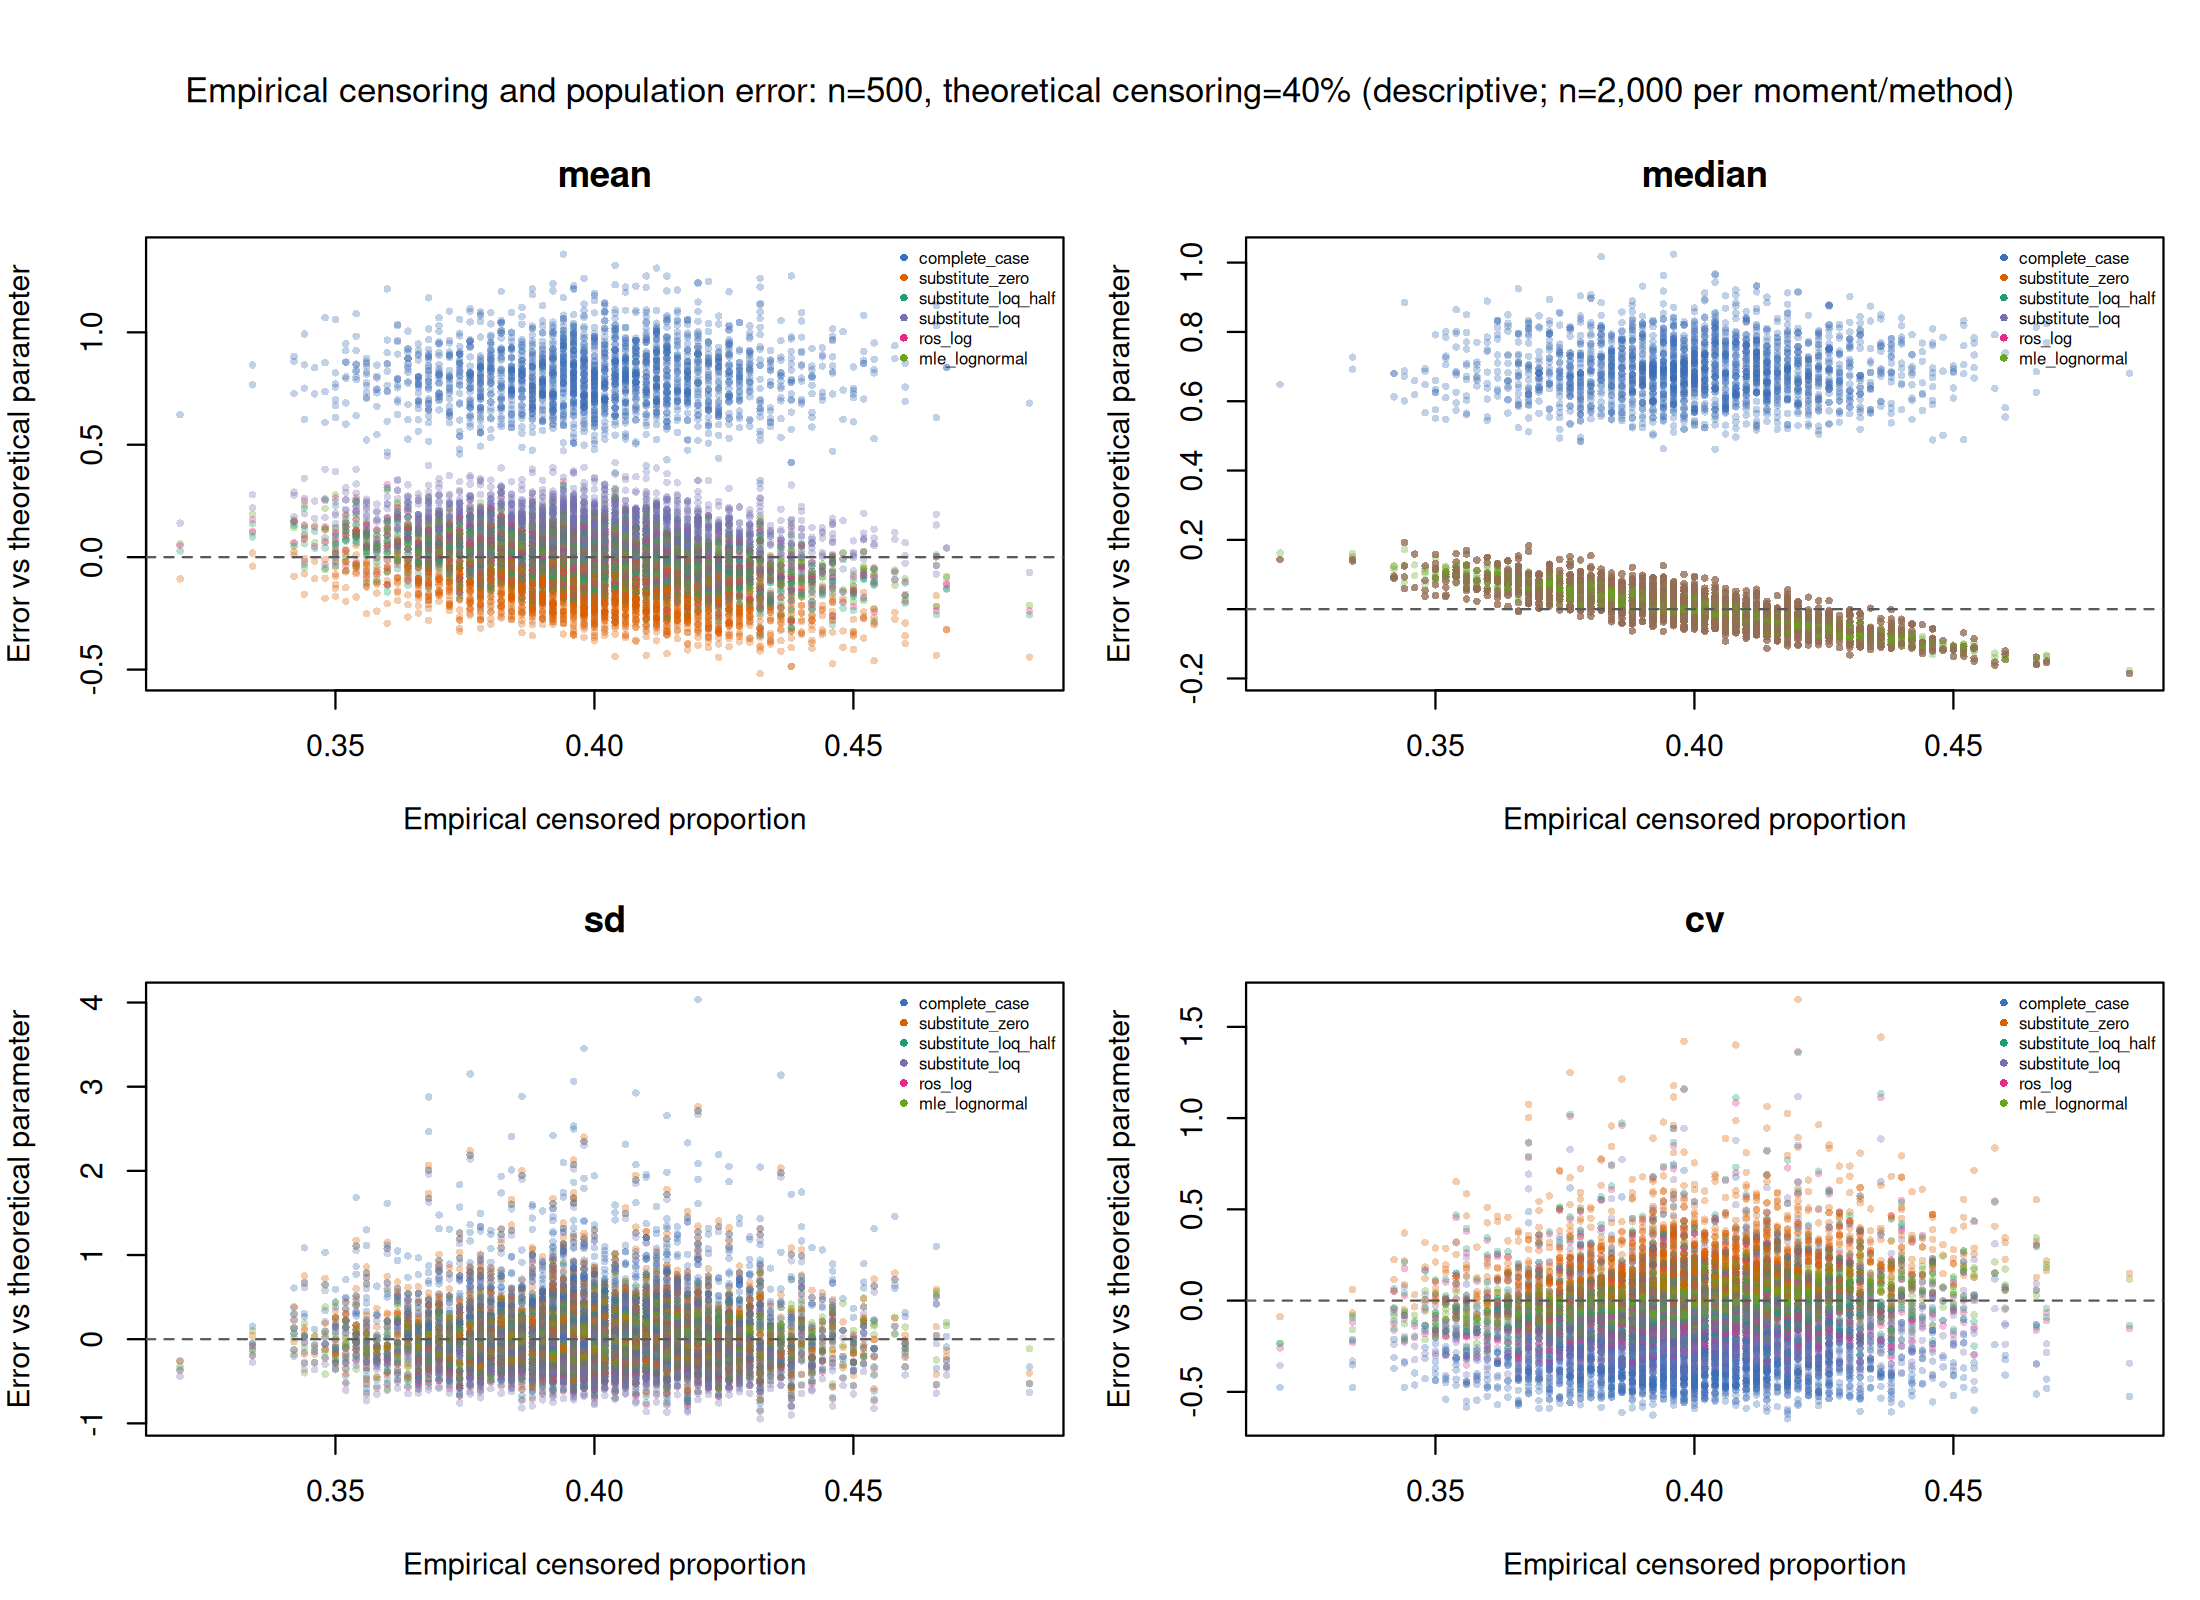 Empirical censoring and population error: n=500, theoretical censoring=40% (descriptive; n=2,000 per moment/method)
mean
Error vs theoretical parameter
1.0
0.5
0.0
-0.5
complete_case
substitute_zero
substitute_loq_half
substitute_loq
ros_log
mle_lognormal
0.35 0.40 0.45
Empirical censored proportion
median
Error vs theoretical parameter
1.0
0.8
0.6
0.4
0.2
-0.2
complete_case
substitute_zero
substitute_loq_half
substitute_loq
ros_log
mle_lognormal
0.35 0.40 0.45
Empirical censored proportion
sd
Error vs theoretical parameter
4
3
2
1
0
-1
complete_case
substitute_zero
substitute_loq_half
substitute_loq
ros_log
mle_lognormal
0.35 0.40 0.45
Empirical censored proportion
cv
Error vs theoretical parameter
1.5
1.0
0.5
0.0
-0.5
complete_case
substitute_zero
substitute_loq_half
substitute_loq
ros_log
mle_lognormal
0.35 0.40 0.45
Empirical censored proportion